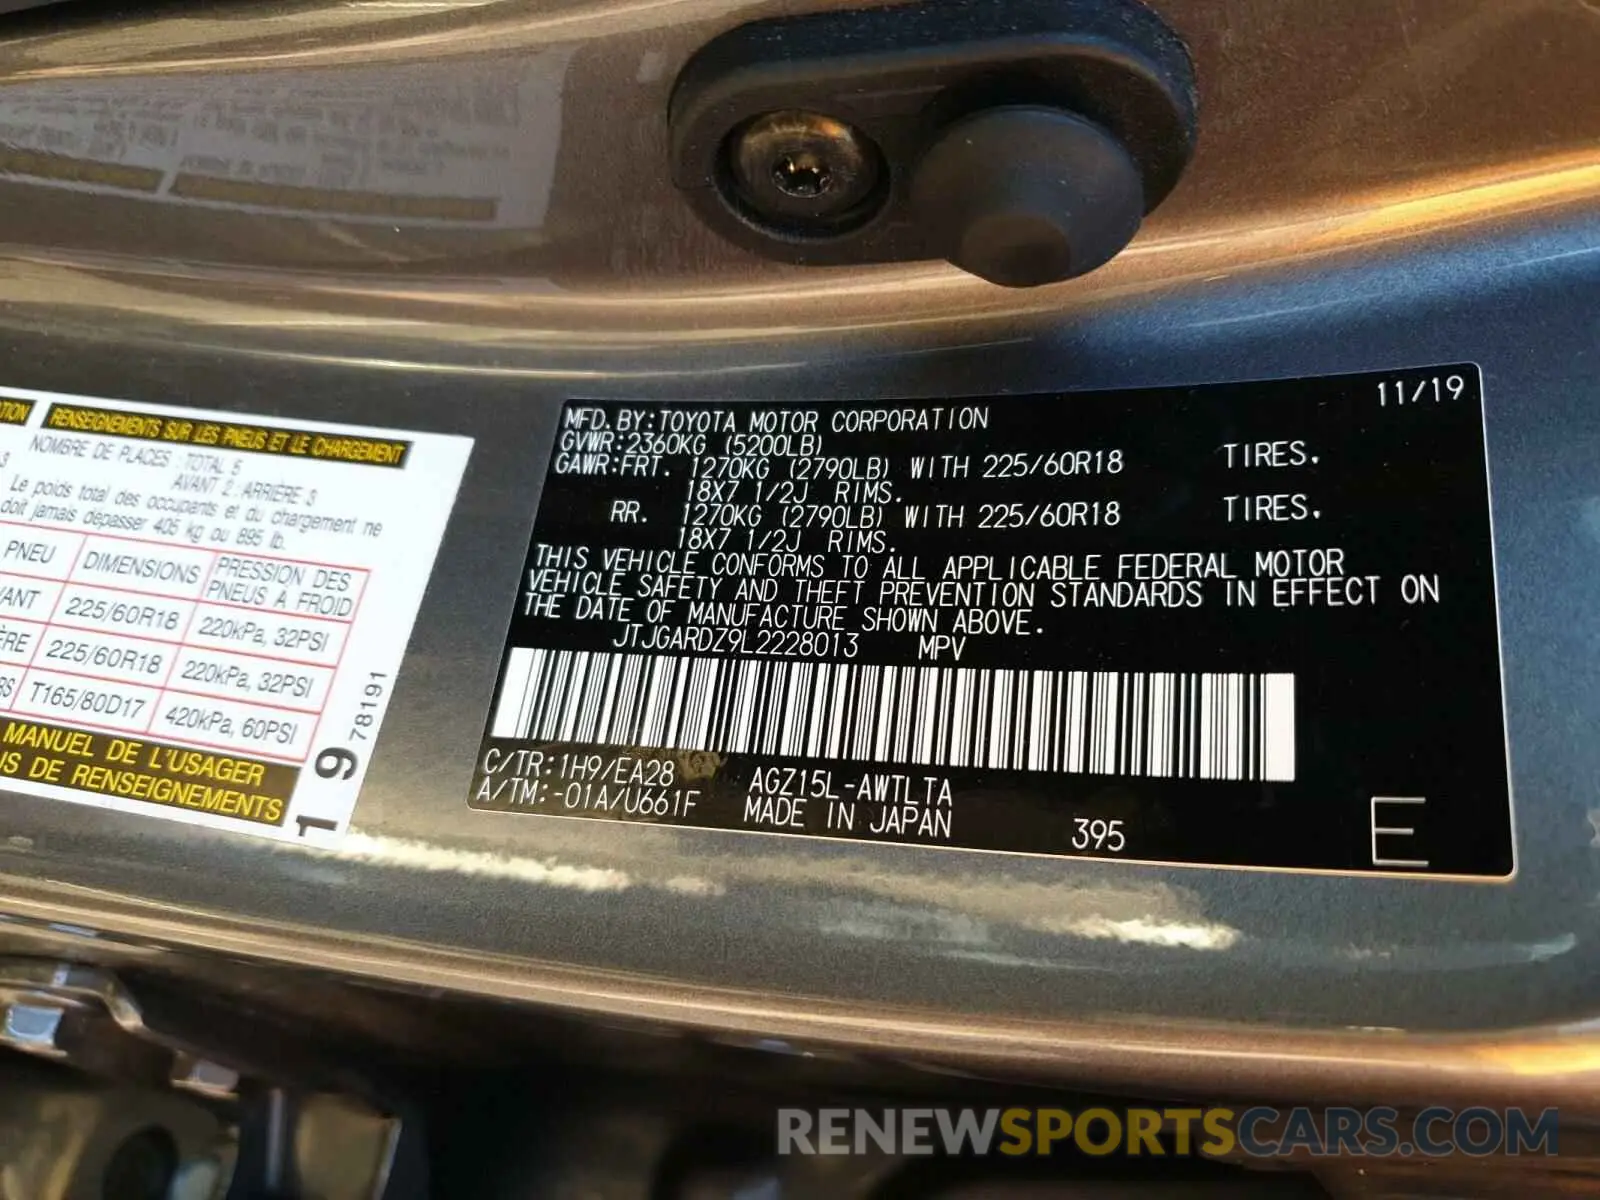 TION RENSEIGNEMENTS SUR LES PNEUS ET LE CHARGEMENT
NOMBRE DE PLACES : TOTAL 5
AVANT 2 : ARRIÈRE 3
Le poids total des occupants et du chargement ne
doit jamais dépasser 405 kg ou 895 lb.
PNEU DIMENSIONS PRESSION DES PNEUS A FROID
VANT 225/60R18 220kPa, 32PSI
ÈRE 225/60R18 220kPa, 32PSI
RS T165/80D17 420kPa, 60PSI
MANUEL DE L'USAGER
IS DE RENSEIGNEMENTS
19 78191
11/19
MFD. BY: TOYOTA MOTOR CORPORATION
GVWR: 2360KG (5200LB)
GAWR: FRT. 1270KG (2790LB) WITH 225/60R18 TIRES.
18X7 1/2J RIMS.
RR. 1270KG (2790LB) WITH 225/60R18 TIRES.
18X7 1/2J RIMS.
THIS VEHICLE CONFORMS TO ALL APPLICABLE FEDERAL MOTOR
VEHICLE SAFETY AND THEFT PREVENTION STANDARDS IN EFFECT ON
THE DATE OF MANUFACTURE SHOWN ABOVE.
JTJGARDZ9L2228013 MPV
C/TR: 1H9/EA28 AGZ15L-AWTLTA
A/TM: -01A/U661F MADE IN JAPAN 395 E
RENEWSPORTSCARS.COM